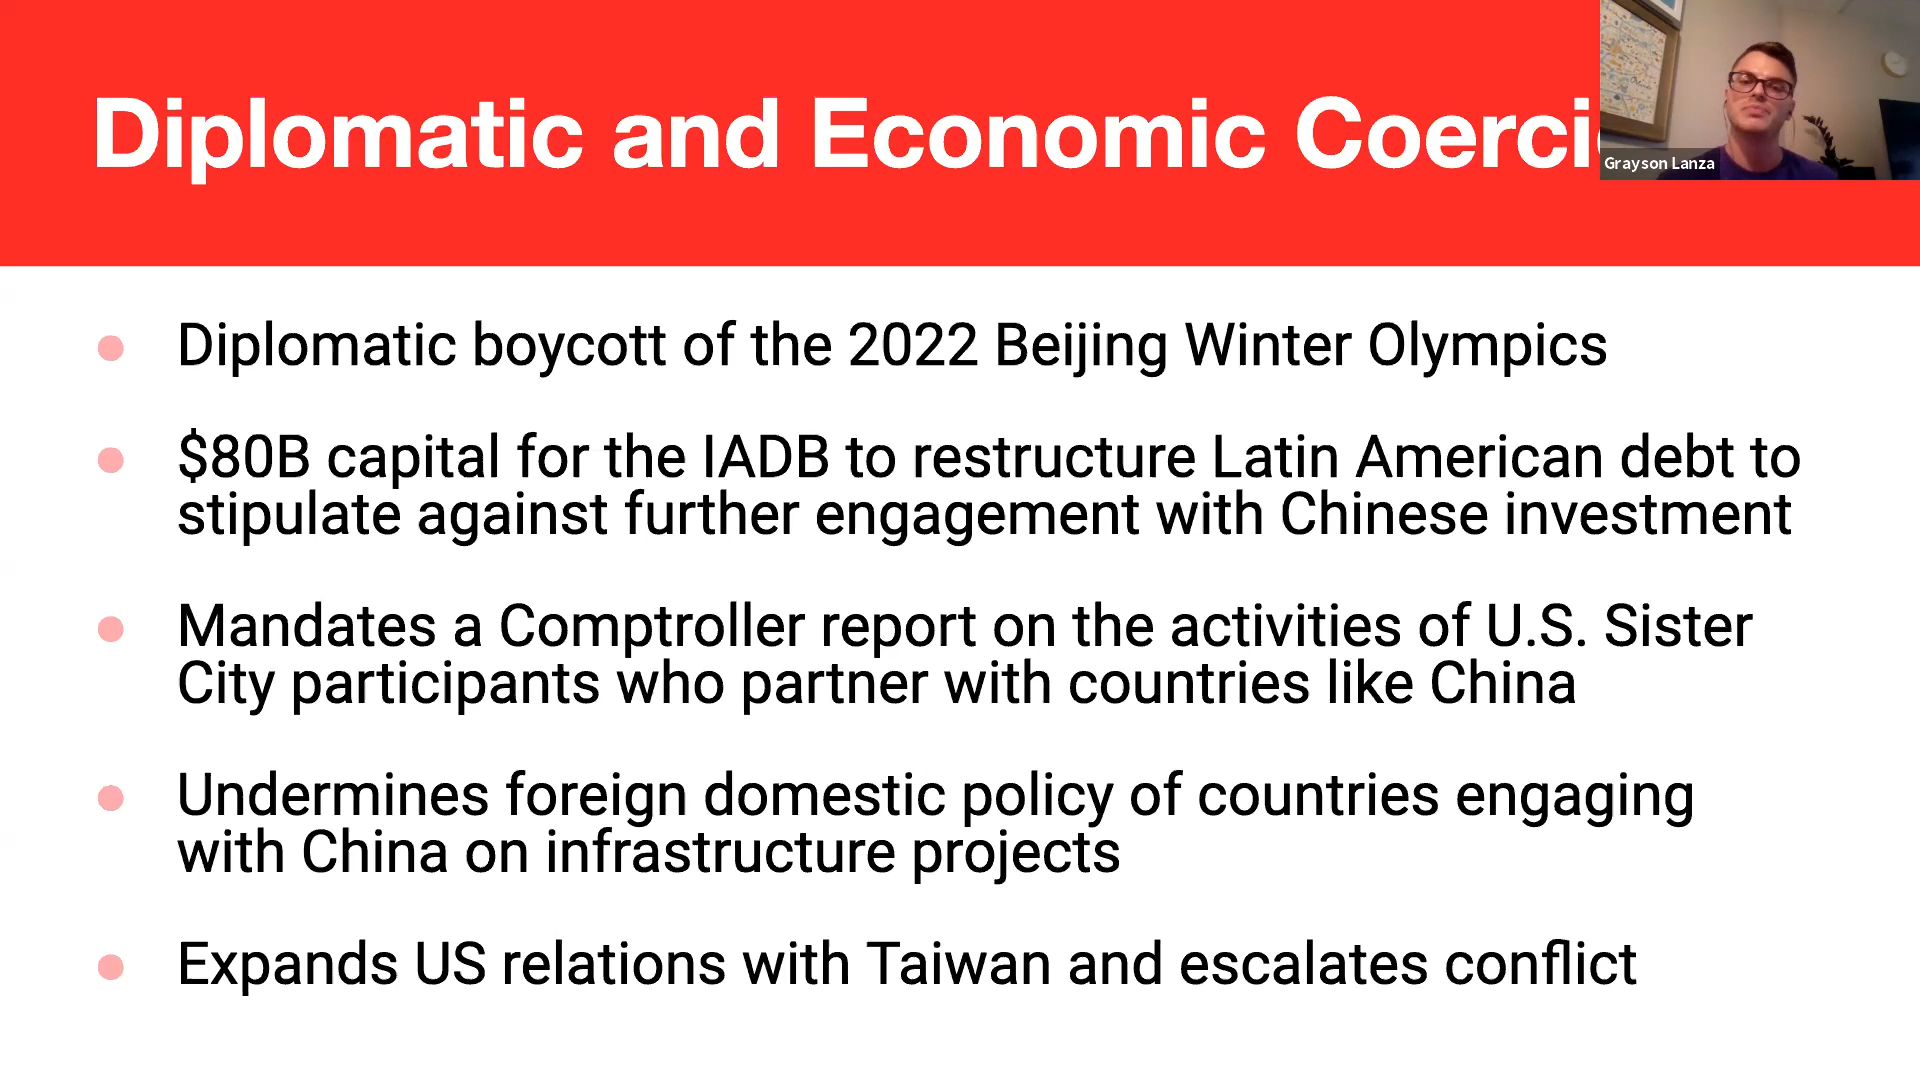 Diplomatic and Economic Coerci
Grayson Lanza
Diplomatic boycott of the 2022 Beijing Winter Olympics
$80B capital for the IADB to restructure Latin American debt to
stipulate against further engagement with Chinese investment
Mandates a Comptroller report on the activities of U.S. Sister
City participants who partner with countries like China
Undermines foreign domestic policy of countries engaging
with China on infrastructure projects
Expands US relations with Taiwan and escalates conflict